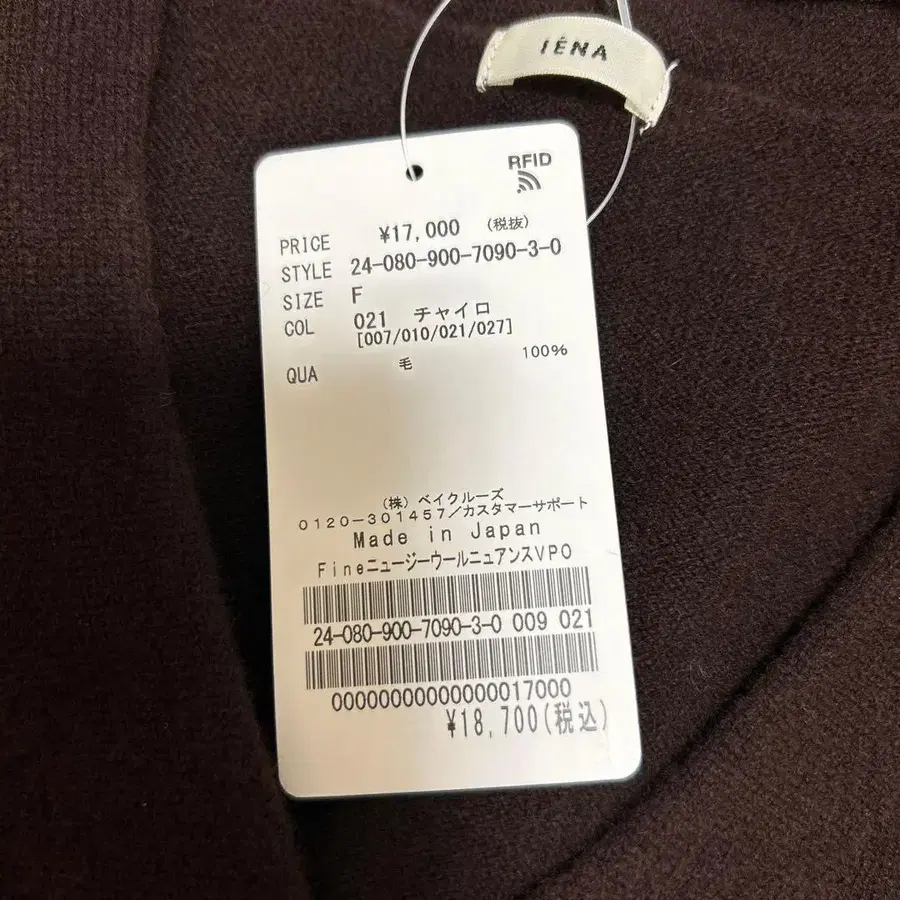 IÉNA
RFID
PRICE ¥17,000 (税抜)
STYLE 24-080-900-7090-3-0
SIZE F
COL 021 チャイロ
[007/010/021/027]
QUA 毛 100%
(株) ベイクルーズ
0120-301457/カスタマーサポート
Made in Japan
FineニュージーウールニュアンスVPO
24-080-900-7090-3-0 009 021
00000000000000017000
¥18,700(税込)